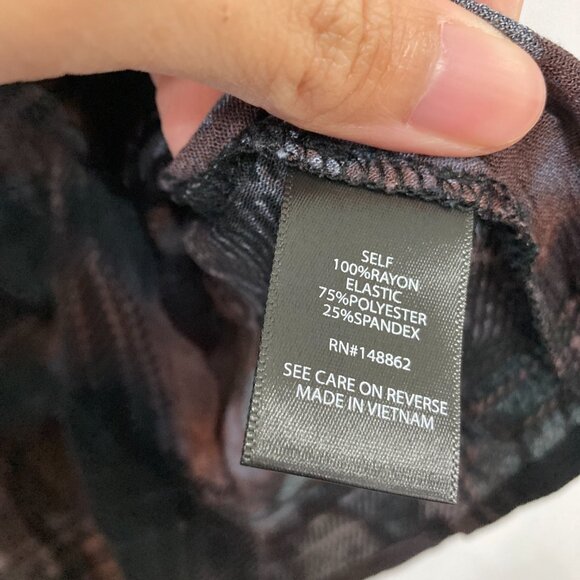 SELF
100%RAYON
ELASTIC
75%POLYESTER
25%SPANDEX
RN#148862
SEE CARE ON REVERSE
MADE IN VIETNAM